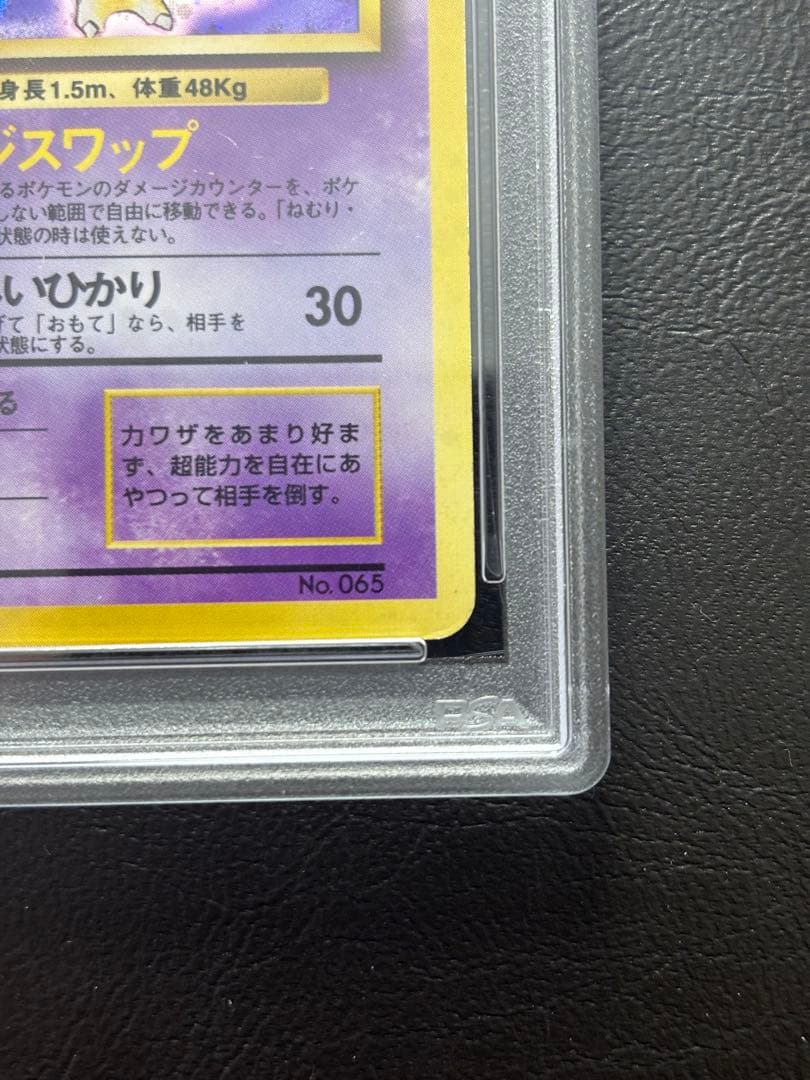 身長1.5m、体重48Kg
ジスワップ
るポケモンのダメージカウンターを、ポケ
しない範囲で自由に移動できる。「ねむり・
状態の時は使えない。
いひかり
30
げて「おもて」なら、相手を
状態にする。
る
力ワザをあまり好ま
ず、超能力を自在にあ
やつって相手を倒す。
No. 065
PSA